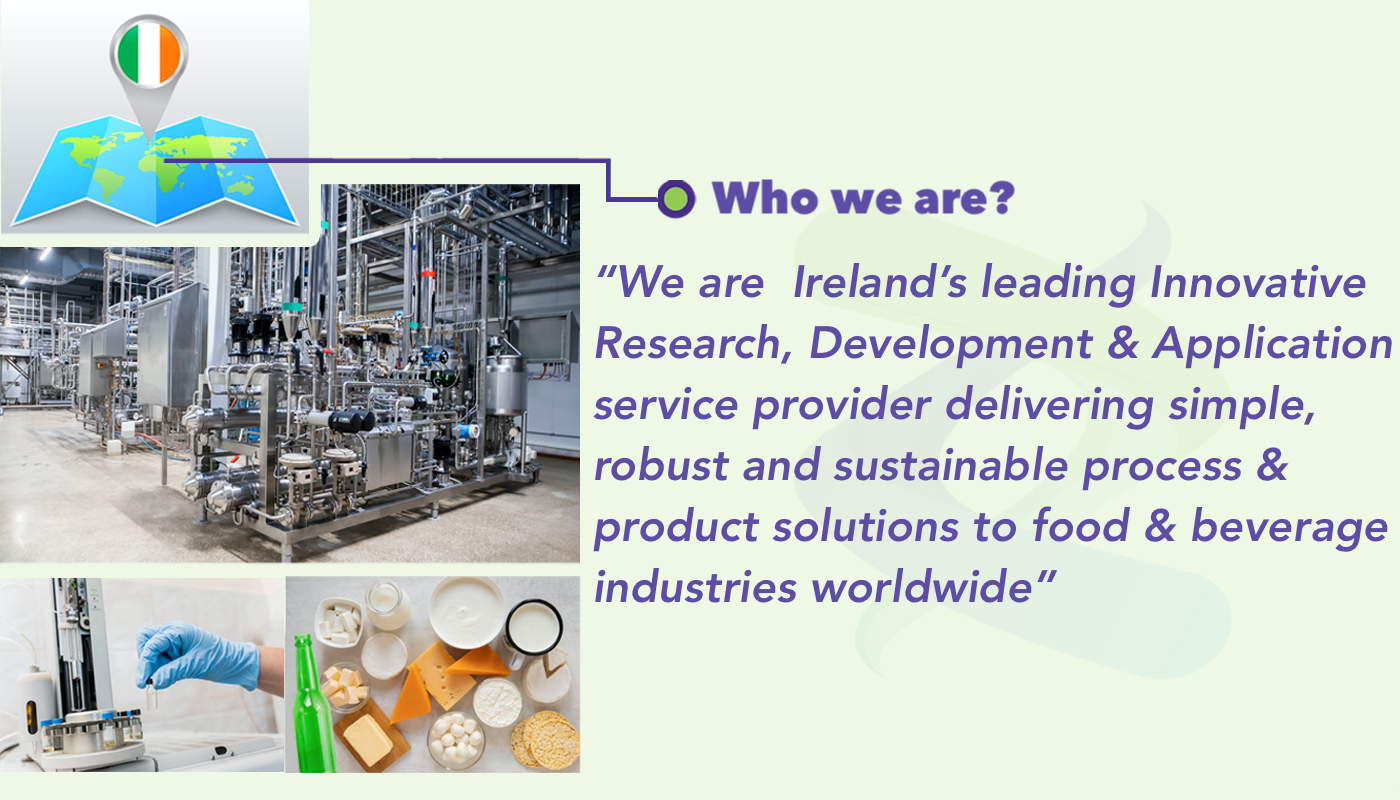 Who we are?
“We are Ireland’s leading Innovative
Research, Development & Application
service provider delivering simple,
robust and sustainable process &
product solutions to food & beverage
industries worldwide”